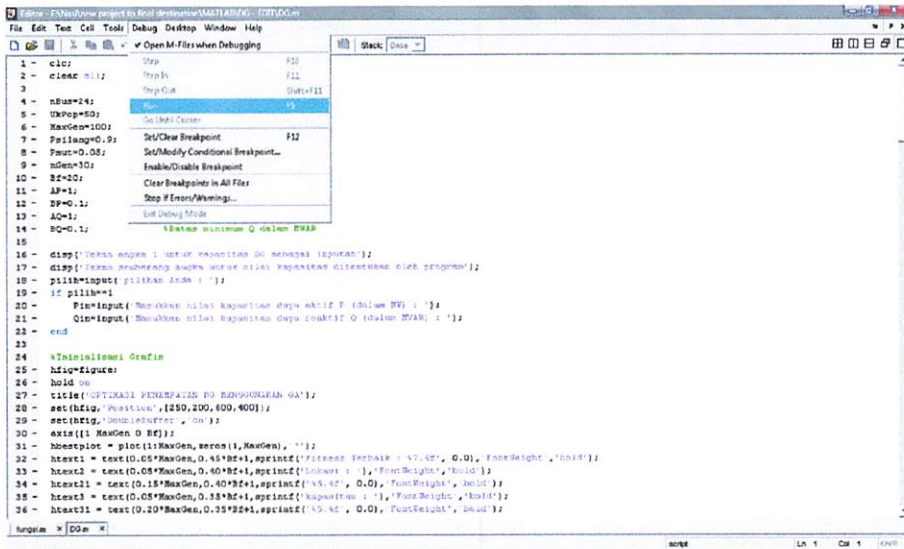 Editor - F:\Nasi\new project to final destination\MATLAB\DG - EDIT\DG.m
File Edit Text Cell Tools Debug Desktop Window Help
Open M-Files when Debugging
Stack: Base
Step F10
Step In F11
Step Out Shift+F11
Run F5
Go Until Cursor
Set/Clear Breakpoint F12
Set/Modify Conditional Breakpoint...
Enable/Disable Breakpoint
Clear Breakpoints in All Files
Stop if Errors/Warnings...
Exit Debug Mode
1 - clc;
2 - clear all;
3
4 - nBus=24;
5 - UkPop=50;
6 - MaxGen=100;
7 - Psilang=0.9;
8 - Pmut=0.08;
9 - nGen=30;
10 - Bf=20;
11 - AP=1;
12 - BP=0.1;
13 - AQ=1;
14 - BQ=0.1; %Batas minimum Q dalam MVAR
15
16 - disp('Tekan angka 1 untuk kapasitas DG sebagai inputan');
17 - disp('Tekan sembarang angka untuk nilai kapasitas ditentukan oleh program');
18 - pilih=input('pilihan Anda : ');
19 - if pilih==1
20 - Pin=input('Masukkan nilai kapasitas daya aktif P (dalam MW) : ');
21 - Qin=input('Masukkan nilai kapasitas daya reaktif Q (dalam MVAR) : ');
22 - end
23
24 %Inisialisasi Grafis
25 - hfig=figure;
26 - hold on
27 - title('OPTIMASI PENEMPATAN DG MENGGUNAKAN GA');
28 - set(hfig,'Position',[250,200,600,400]);
29 - set(hfig,'DoubleBuffer','on');
30 - axis([1 MaxGen 0 Bf]);
31 - hbestplot = plot(1:MaxGen,zeros(1,MaxGen),'*');
32 - htext1 = text(0.05*MaxGen,0.45*Bf+1,sprintf('Fitness Terbaik : %7.4f', 0.0),'FontWeight','bold');
33 - htext2 = text(0.05*MaxGen,0.40*Bf+1,sprintf('Lokasi : '),'FontWeight','bold');
34 - htext21 = text(0.15*MaxGen,0.40*Bf+1,sprintf('%5.4f', 0.0),'FontWeight','bold');
35 - htext3 = text(0.05*MaxGen,0.35*Bf+1,sprintf('kapasitas : '),'FontWeight','bold');
36 - htext31 = text(0.20*MaxGen,0.35*Bf+1,sprintf('%5.4f', 0.0),'FontWeight','bold');
fungsi.m × DG.m ×
script Ln 1 Col 1 OVR